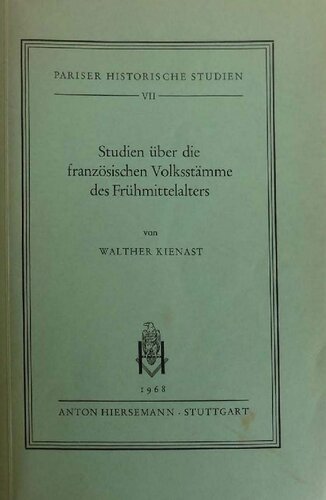 PARISER HISTORISCHE STUDIEN
VII
Studien über die
französischen Volksstämme
des Frühmittelalters
von
WALTHER KIENAST
H
1968
ANTON HIERSEMANN · STUTTGART